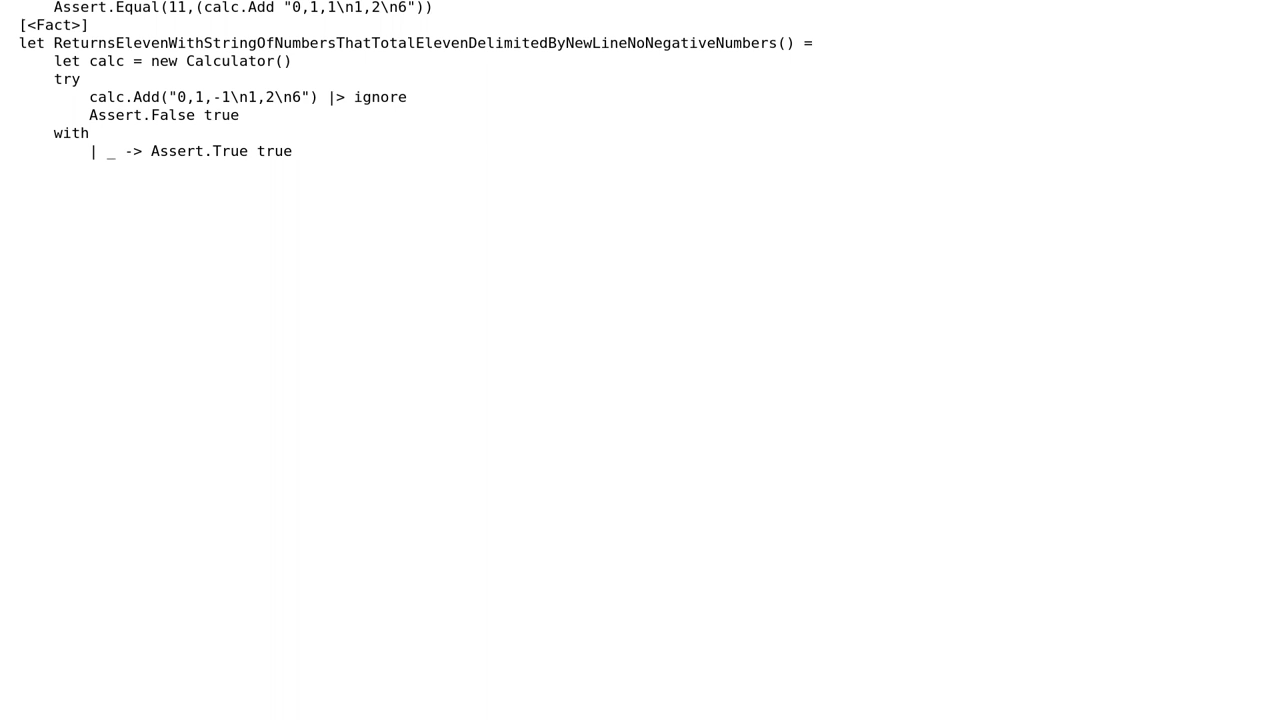 Assert.Equal(11,(calc.Add "0,1,1\n1,2\n6"))
[<Fact>]
let ReturnsElevenWithStringOfNumbersThatTotalElevenDelimitedByNewLineNoNegativeNumbers() =
    let calc = new Calculator()
    try
        calc.Add("0,1,-1\n1,2\n6") |> ignore
        Assert.False true
    with
        | _ -> Assert.True true